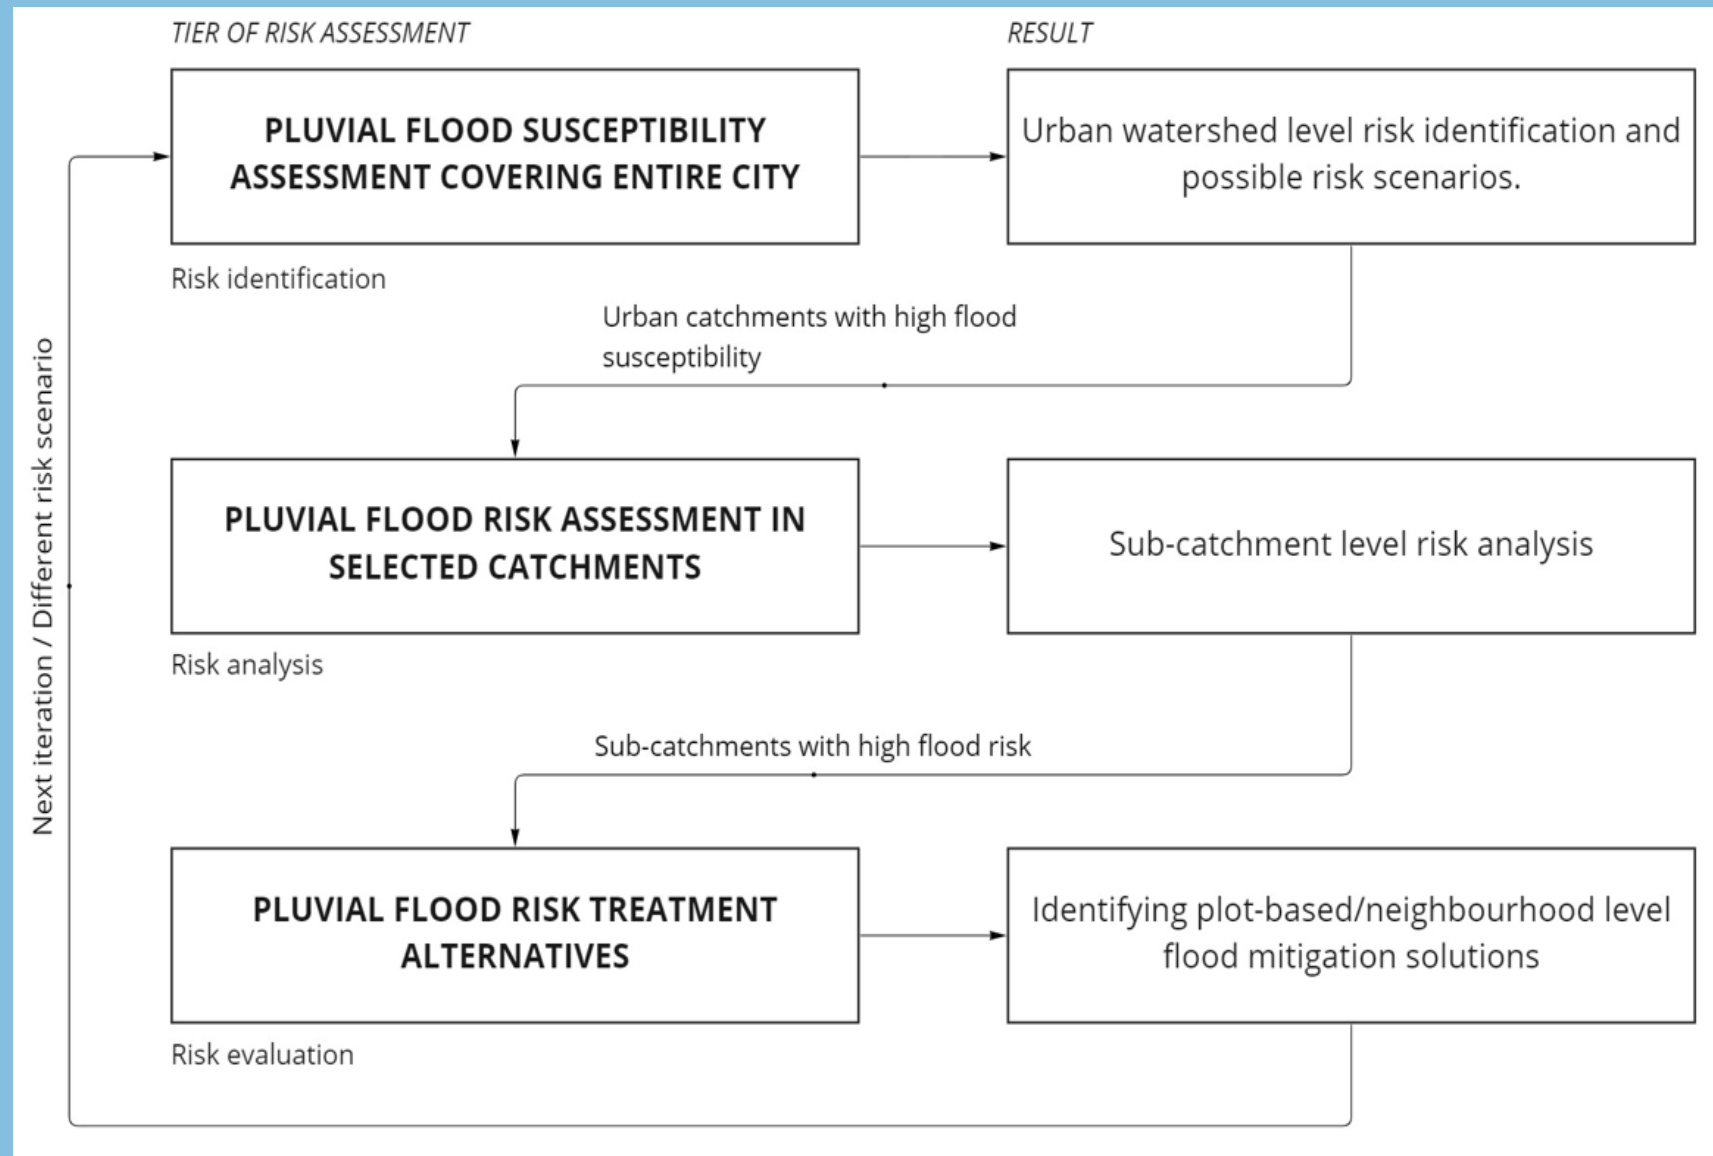 TIER OF RISK ASSESSMENT
RESULT
PLUVIAL FLOOD SUSCEPTIBILITY
ASSESSMENT COVERING ENTIRE CITY
Urban watershed level risk identification and
possible risk scenarios.
Risk identification
Urban catchments with high flood
susceptibility
PLUVIAL FLOOD RISK ASSESSMENT IN
SELECTED CATCHMENTS
Sub-catchment level risk analysis
Risk analysis
Sub-catchments with high flood risk
PLUVIAL FLOOD RISK TREATMENT
ALTERNATIVES
Identifying plot-based/neighbourhood level
flood mitigation solutions
Risk evaluation
Next iteration / Different risk scenario